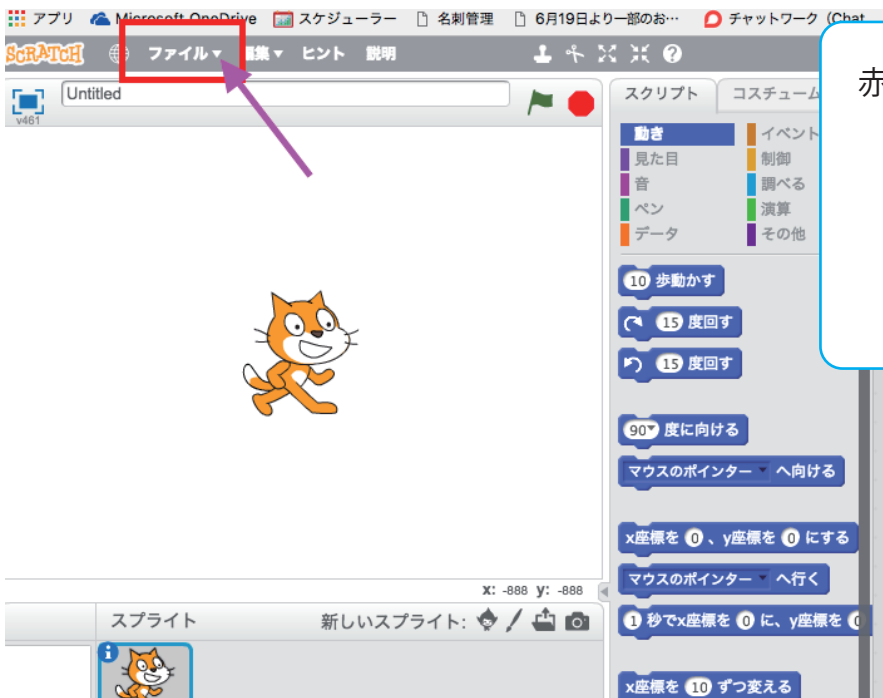 アプリ Microsoft OneDrive スケジューラー 名刺管理 6月19日より一部のお… チャットワーク (Chat
SCRATCH ファイル▼ 編集▼ ヒント 説明
v461 Untitled
スクリプト コスチューム
赤
動き イベント
見た目 制御
音 調べる
ペン 演算
データ その他
10 歩動かす
15 度回す
15 度回す
90▼ 度に向ける
マウスのポインター へ向ける
x座標を 0 、y座標を 0 にする
マウスのポインター へ行く
1 秒でx座標を 0 に、y座標を 0
x座標を 10 ずつ変える
x: -888 y: -888
スプライト 新しいスプライト: